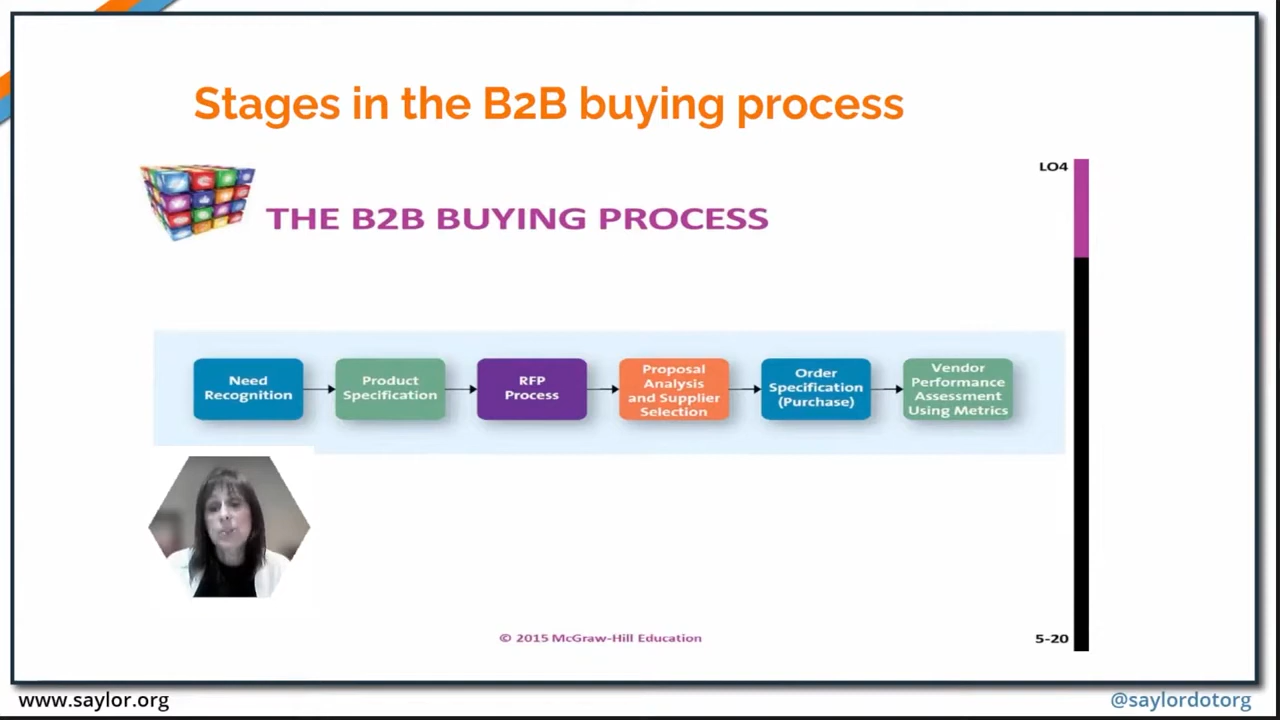 Stages in the B2B buying process
LO4
THE B2B BUYING PROCESS
Need
Recognition
Product
Specification
RFP
Process
Proposal
Analysis
and Supplier
Selection
Order
Specification
(Purchase)
Vendor
Performance
Assessment
Using Metrics
© 2015 McGraw-Hill Education
5-20
www.saylor.org
@saylordotorg